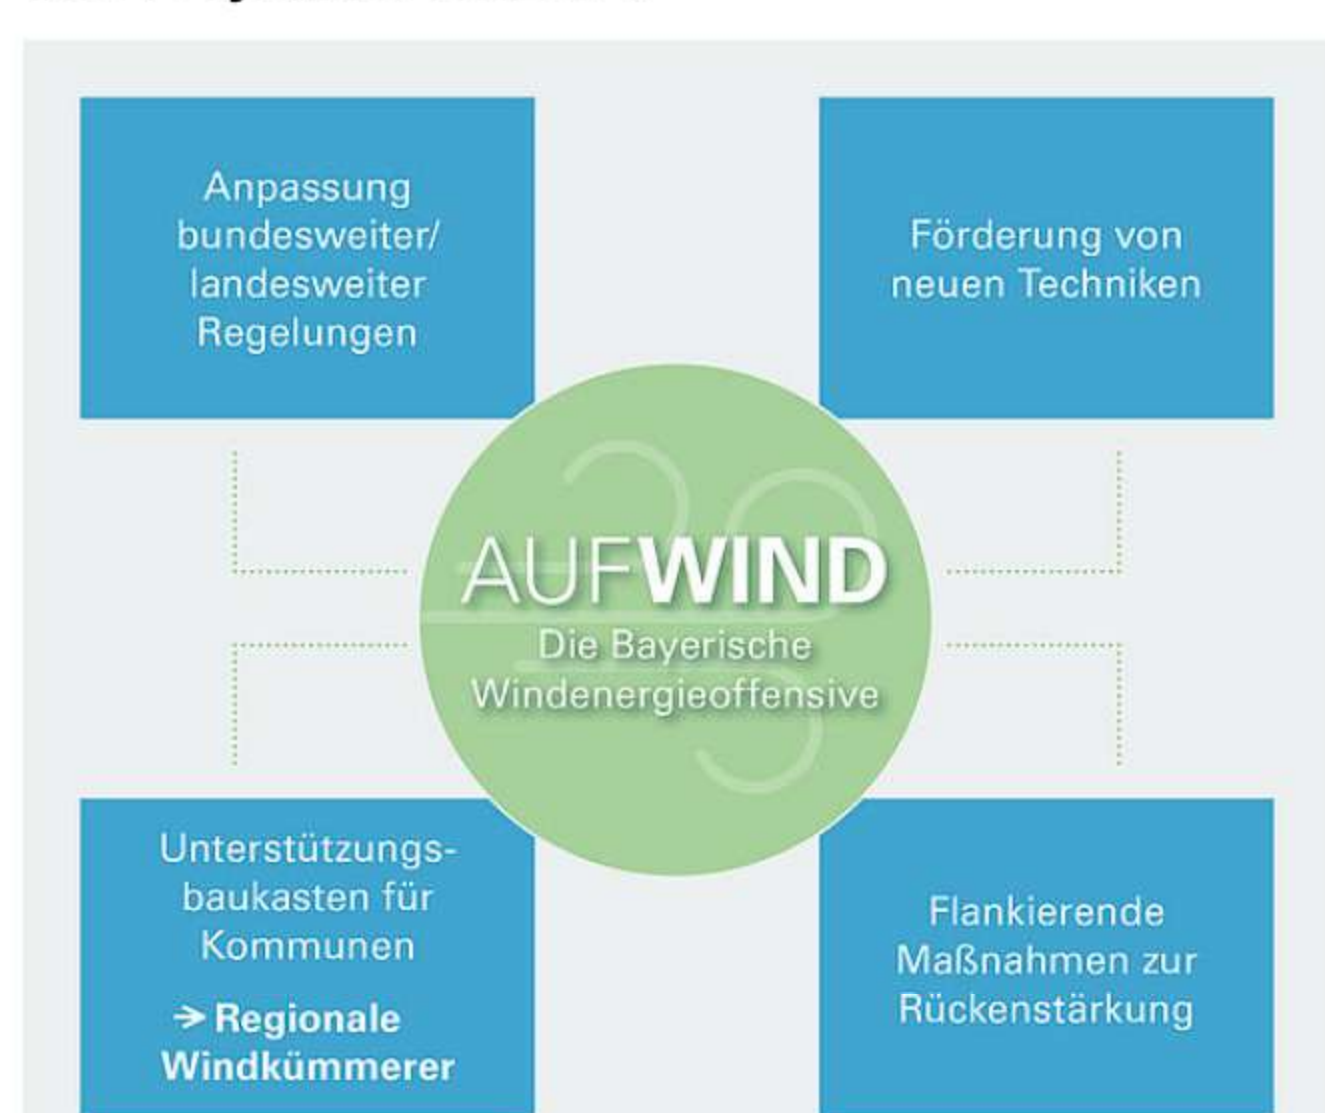 Anpassung
bundesweiter/
landesweiter
Regelungen
Förderung von
neuen Techniken
AUFWIND
Die Bayerische
Windenergieoffensive
Unterstützungs-
baukasten für
Kommunen
→ Regionale
Windkümmerer
Flankierende
Maßnahmen zur
Rückenstärkung